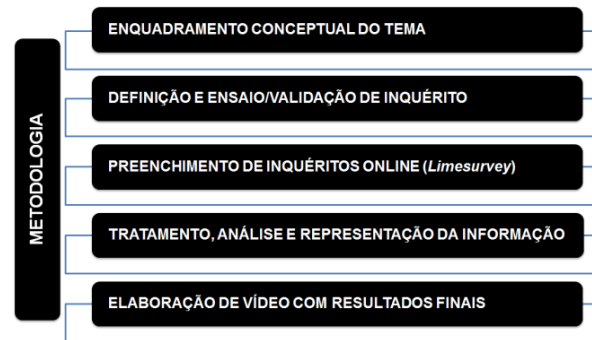 METODOLOGIA
ENQUADRAMENTO CONCEPTUAL DO TEMA
DEFINIÇÃO E ENSAIO/VALIDAÇÃO DE INQUÉRITO
PREENCHIMENTO DE INQUÉRITOS ONLINE (Limesurvey)
TRATAMENTO, ANÁLISE E REPRESENTAÇÃO DA INFORMAÇÃO
ELABORAÇÃO DE VÍDEO COM RESULTADOS FINAIS